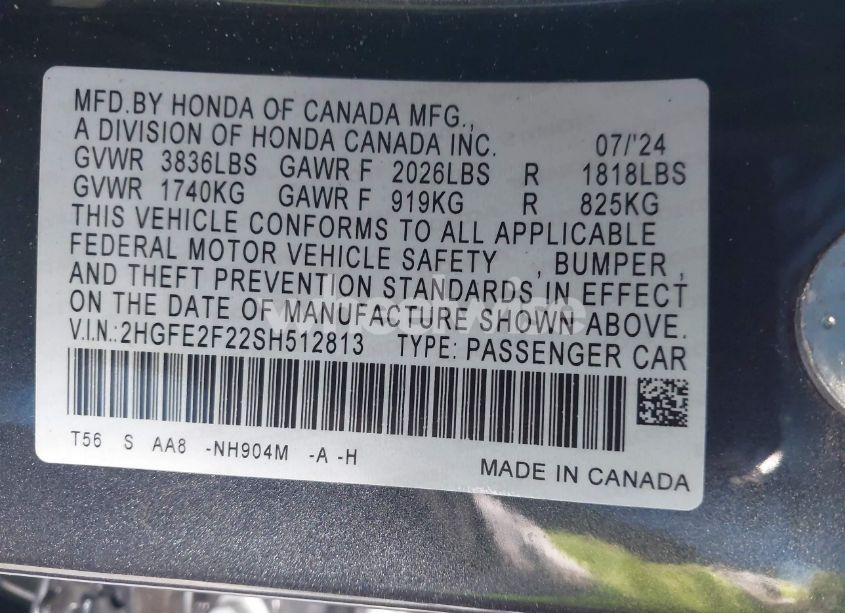 MFD.BY HONDA OF CANADA MFG.,
A DIVISION OF HONDA CANADA INC. 07/'24
GVWR 3836LBS GAWR F 2026LBS R 1818LBS
GVWR 1740KG GAWR F 919KG R 825KG
THIS VEHICLE CONFORMS TO ALL APPLICABLE
FEDERAL MOTOR VEHICLE SAFETY , BUMPER ,
AND THEFT PREVENTION STANDARDS IN EFFECT
ON THE DATE OF MANUFACTURE SHOWN ABOVE.
V.I.N.: 2HGFE2F22SH512813 TYPE: PASSENGER CAR
T56 S AA8 -NH904M -A -H
MADE IN CANADA